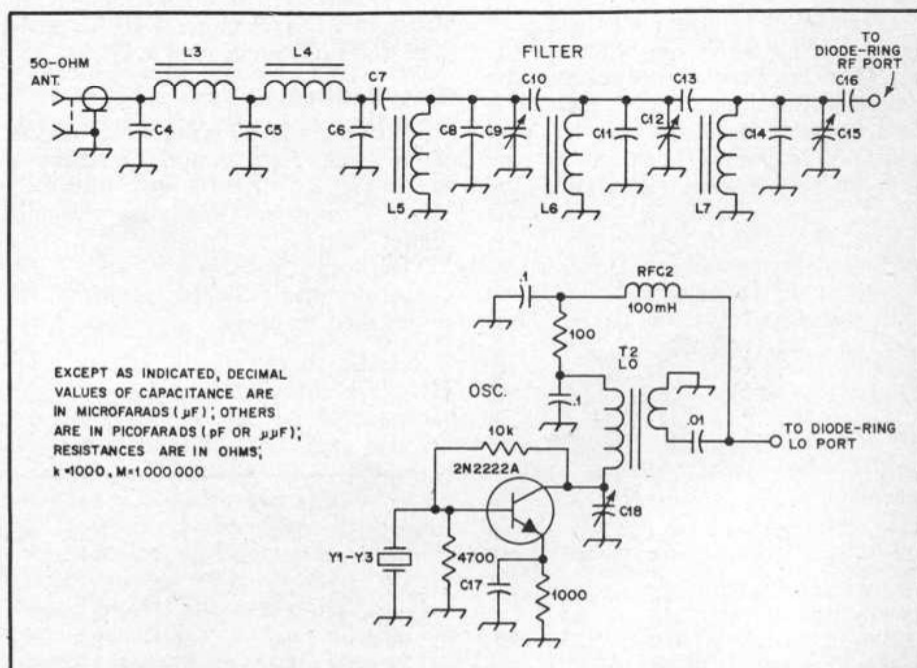 50-OHM
ANT.
L3
L4
FILTER
TO
DIODE-RING
RF PORT
C7
C10
C13
C16
C4
C5
C6
C8
C9
C11
C12
C14
C15
L5
L6
L7
.1
RFC2
100mH
100
T2
LO
EXCEPT AS INDICATED, DECIMAL
VALUES OF CAPACITANCE ARE
IN MICROFARADS (µF); OTHERS
ARE IN PICOFARADS (pF OR µµF);
RESISTANCES ARE IN OHMS;
k=1000, M=1000 000
OSC.
.1
.01
TO DIODE-RING
LO PORT
10k
2N2222A
C18
Y1-Y3
4700
C17
1000